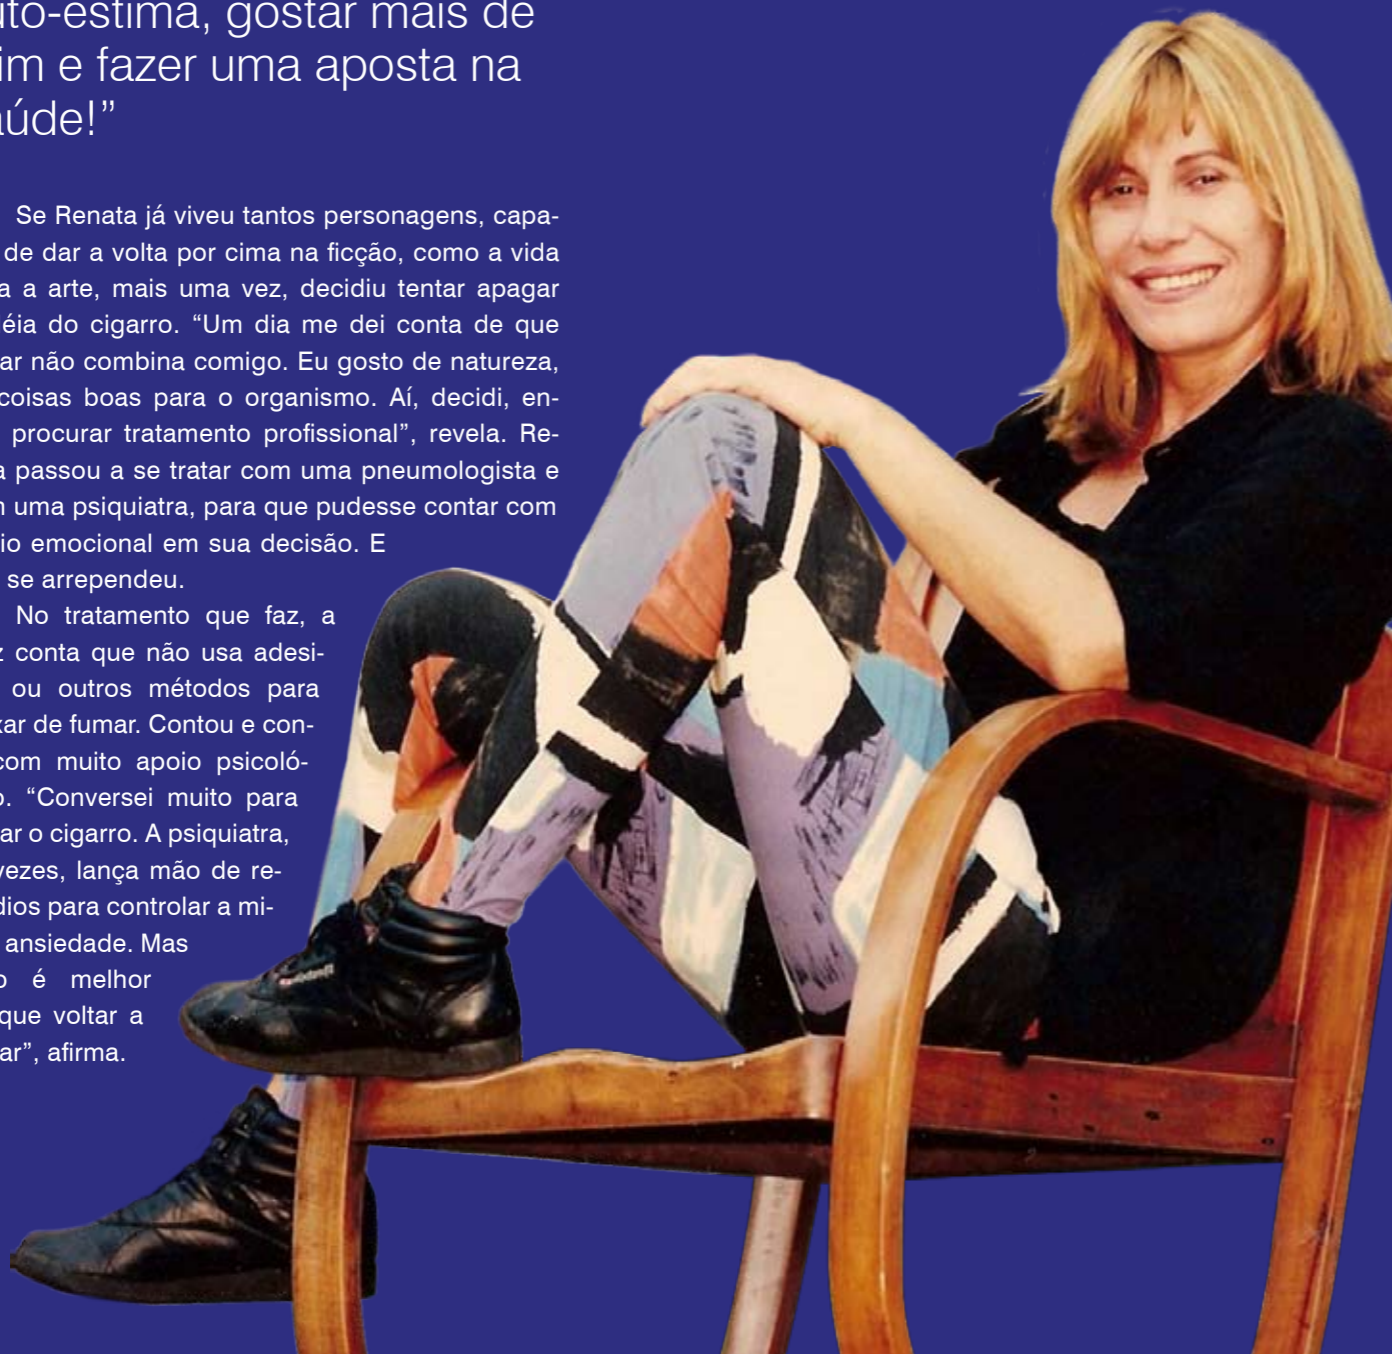 uto-estima, gostar mais de
im e fazer uma aposta na
aúde!”
Se Renata já viveu tantos personagens, capa-
de dar a volta por cima na ficção, como a vida
a a arte, mais uma vez, decidiu tentar apagar
éia do cigarro. “Um dia me dei conta de que
ar não combina comigo. Eu gosto de natureza,
coisas boas para o organismo. Aí, decidi, en-
procurar tratamento profissional”, revela. Re-
a passou a se tratar com uma pneumologista e
n uma psiquiatra, para que pudesse contar com
io emocional em sua decisão. E
se arrependeu.
No tratamento que faz, a
z conta que não usa adesi-
ou outros métodos para
xar de fumar. Contou e con-
com muito apoio psicoló-
o. “Conversei muito para
ar o cigarro. A psiquiatra,
vezes, lança mão de re-
dios para controlar a mi-
ansiedade. Mas
o é melhor
que voltar a
ar”, afirma.